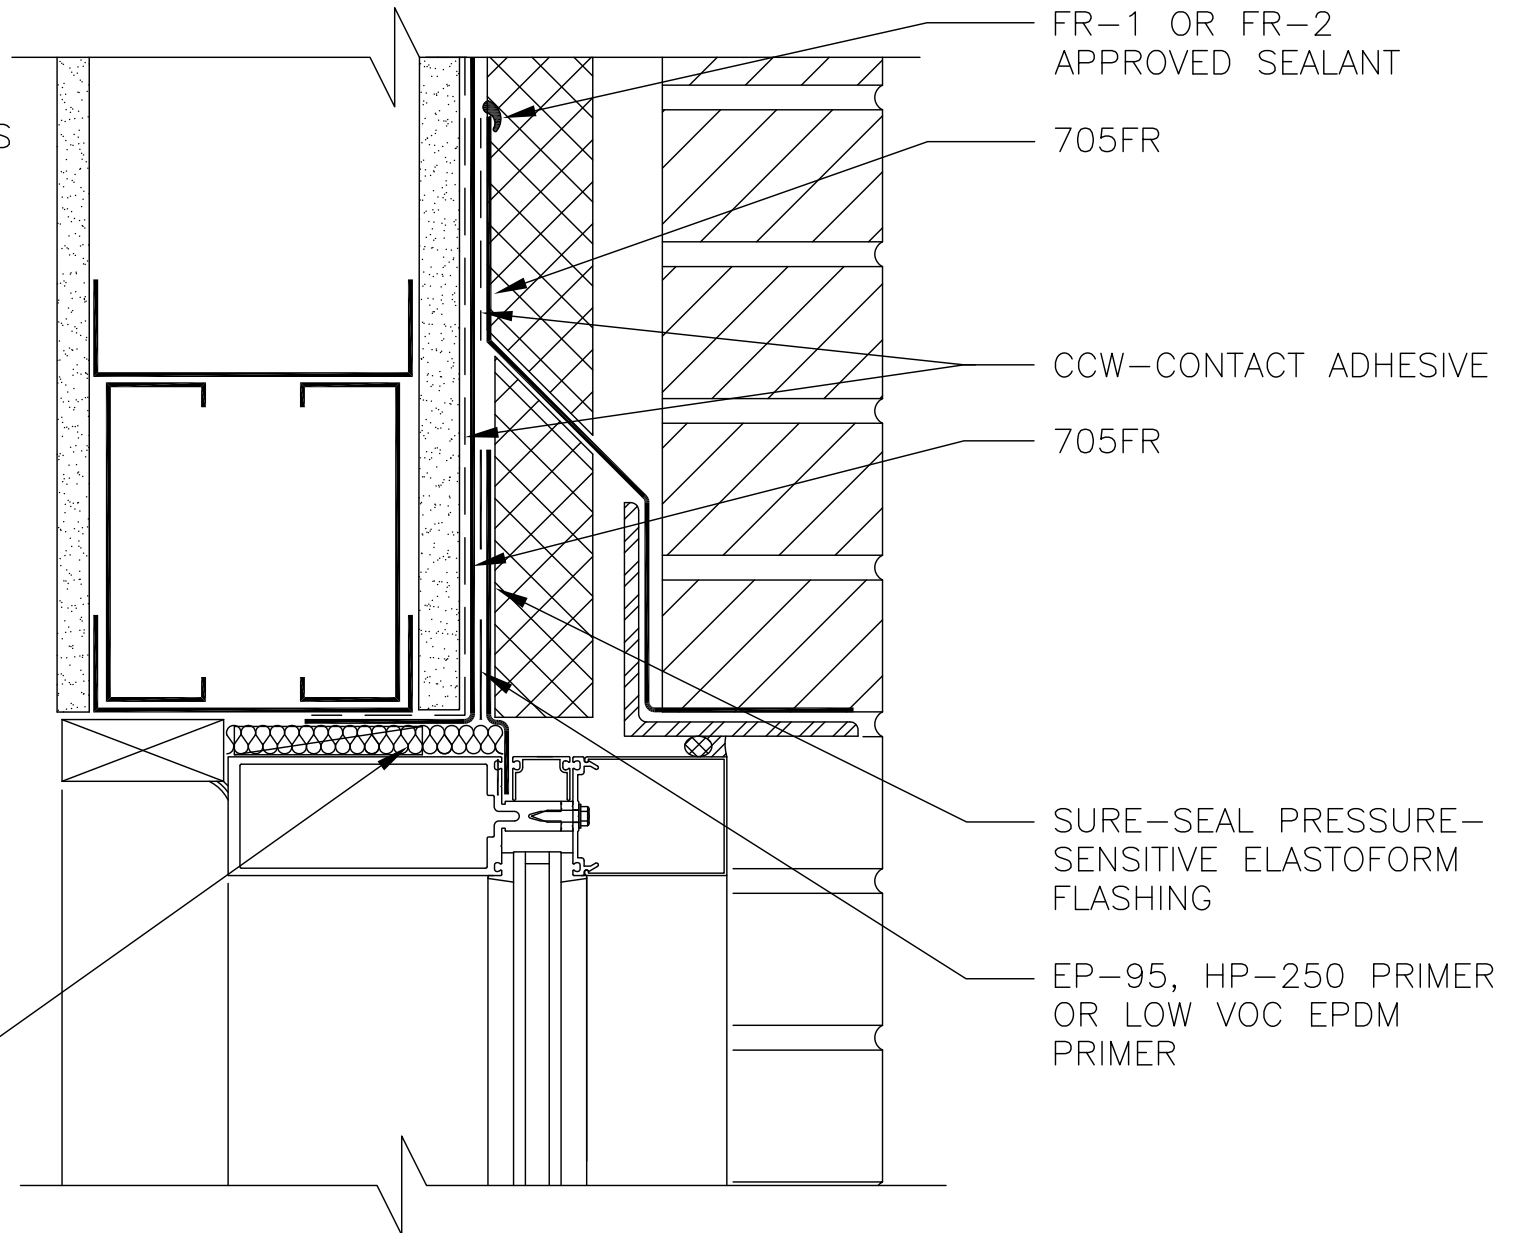 FR-1 OR FR-2
APPROVED SEALANT
705FR
CCW-CONTACT ADHESIVE
705FR
SURE-SEAL PRESSURE-
SENSITIVE ELASTOFORM
FLASHING
EP-95, HP-250 PRIMER
OR LOW VOC EPDM
PRIMER